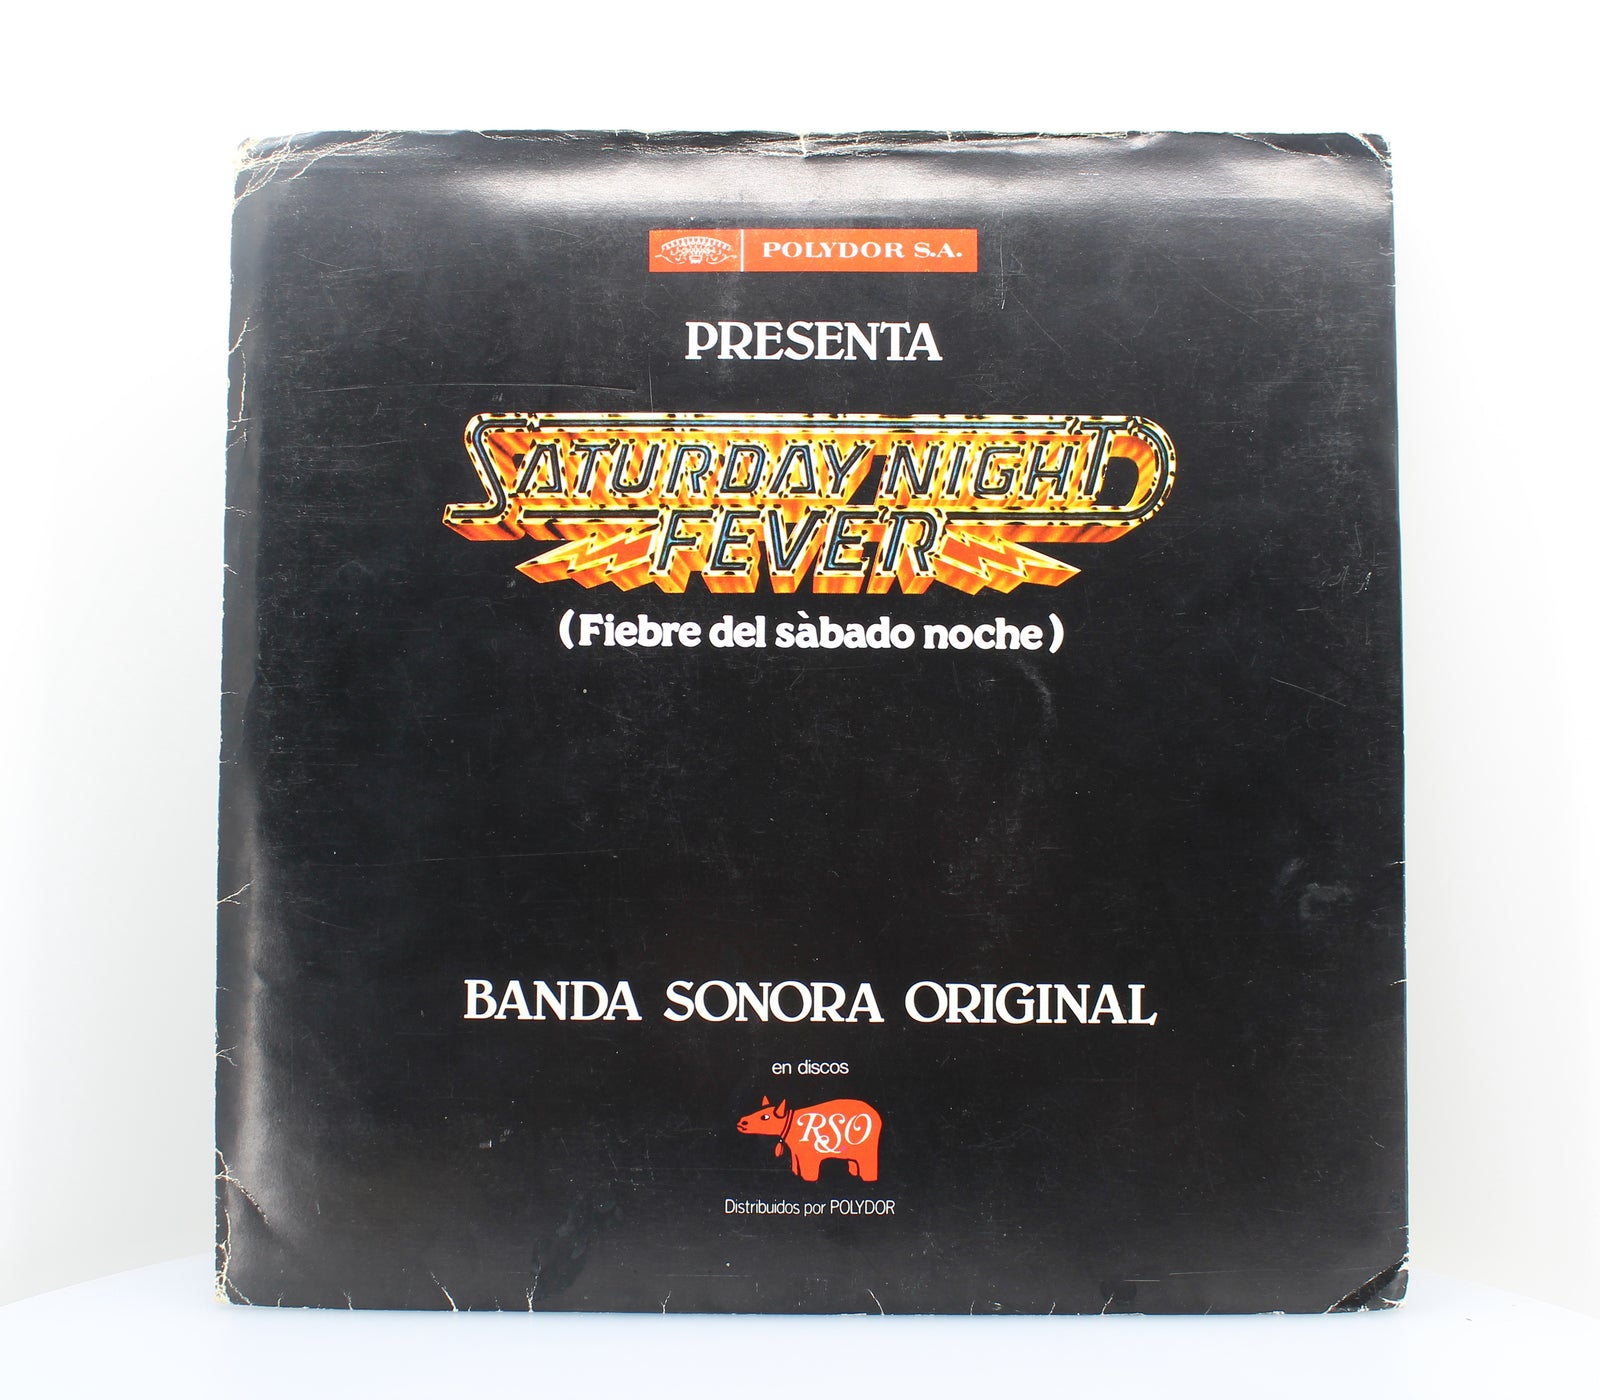 POLYDOR S.A.
PRESENTA
SATURDAY NIGHT
FEVER
(Fiebre del sàbado noche)
BANDA SONORA ORIGINAL
en discos
RSO
Distribuidos por POLYDOR